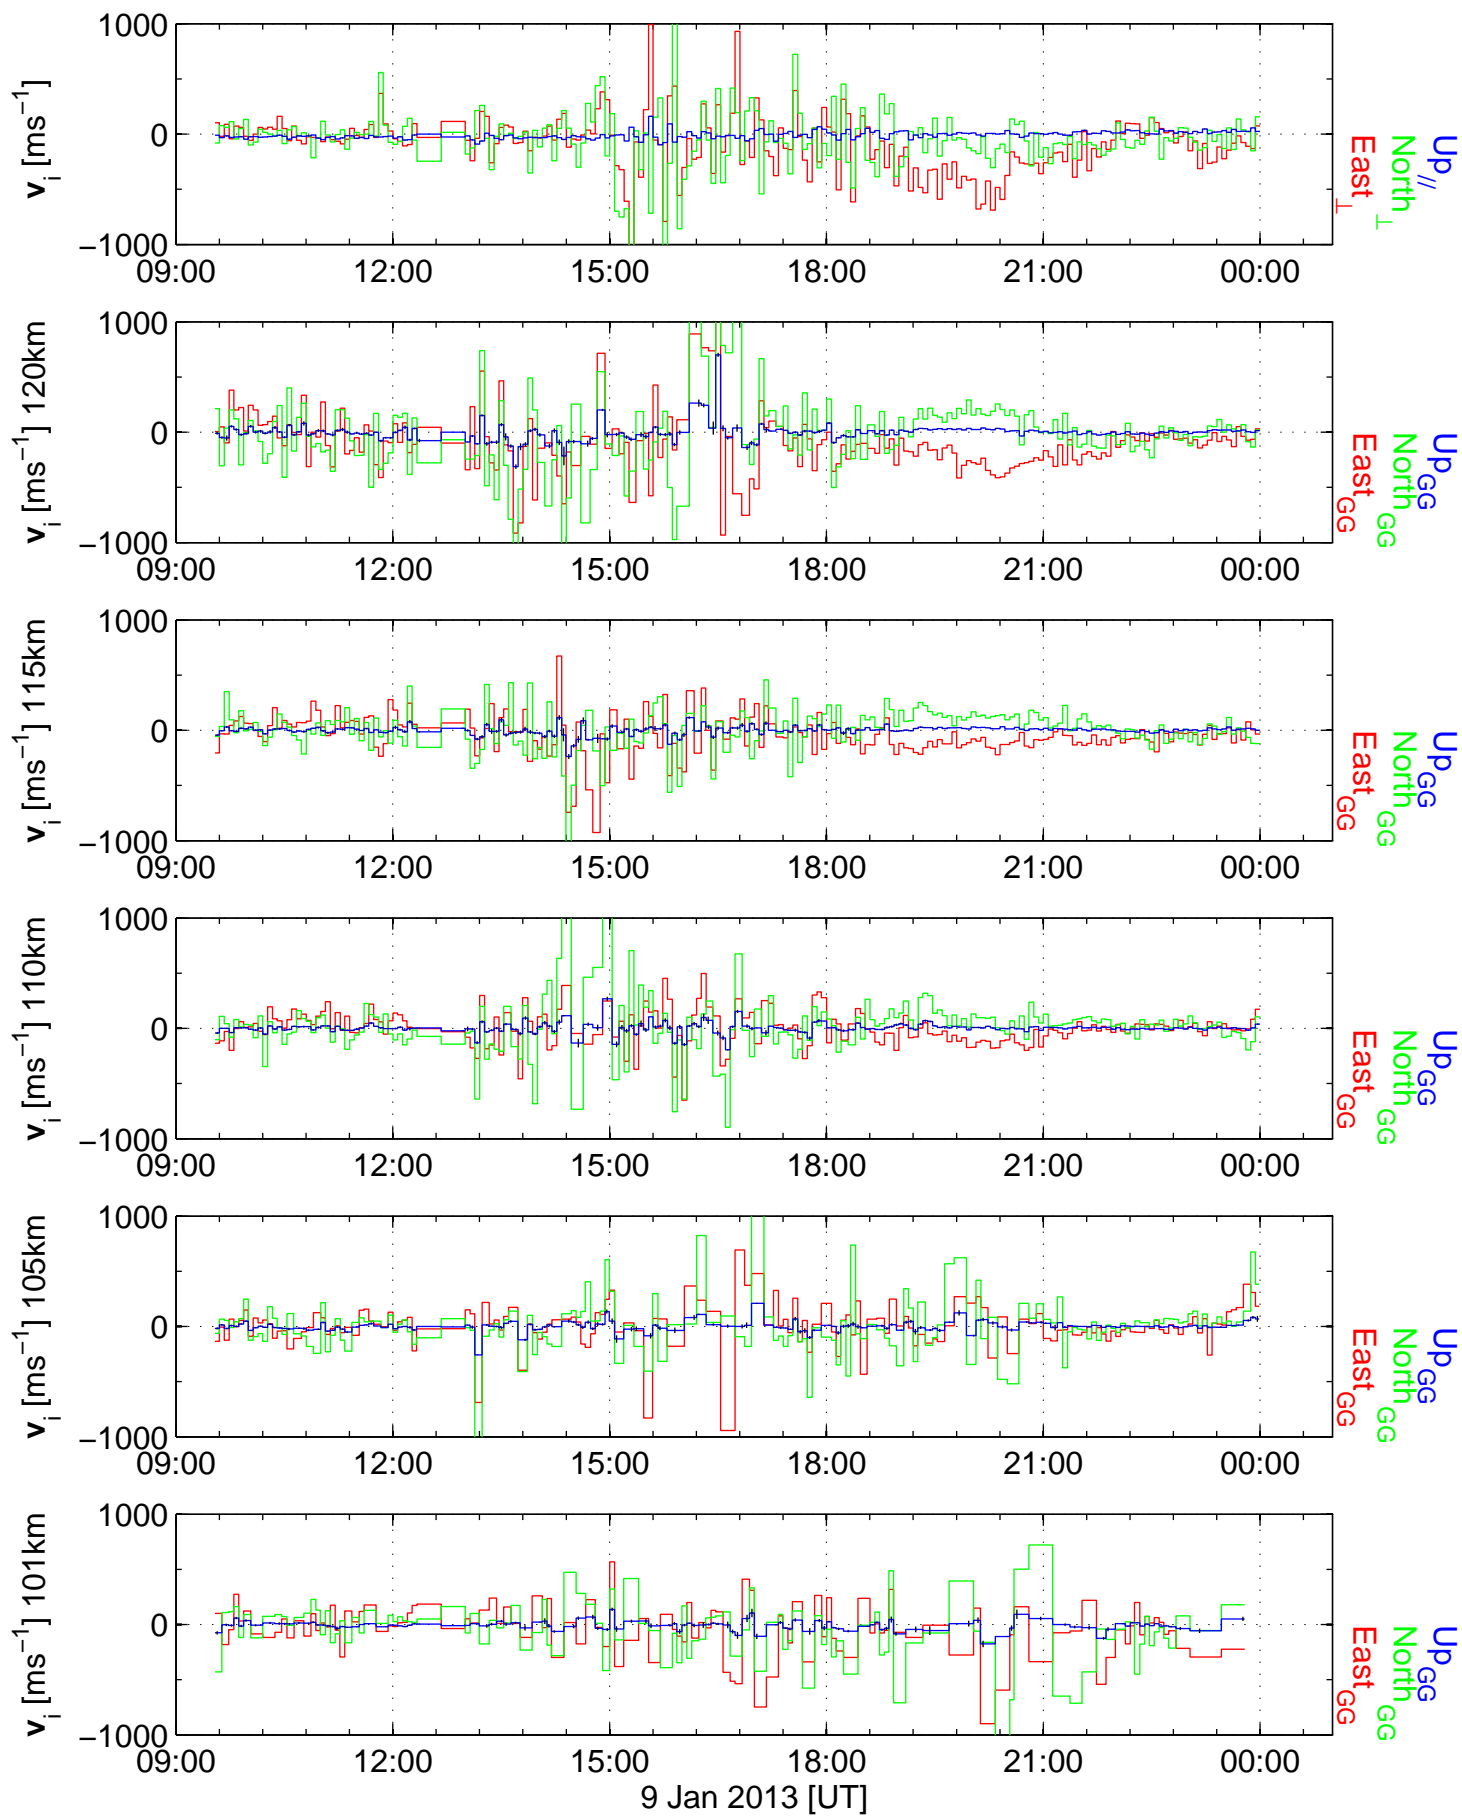 1000
0
−1000
v_i [ms⁻¹]
09:00 12:00 15:00 18:00 21:00 00:00
Up_//
North_⊥
East_⊥
1000
0
−1000
v_i [ms⁻¹] 120km
09:00 12:00 15:00 18:00 21:00 00:00
Up_GG
North_GG
East_GG
1000
0
−1000
v_i [ms⁻¹] 115km
09:00 12:00 15:00 18:00 21:00 00:00
Up_GG
North_GG
East_GG
1000
0
−1000
v_i [ms⁻¹] 110km
09:00 12:00 15:00 18:00 21:00 00:00
Up_GG
North_GG
East_GG
1000
0
−1000
v_i [ms⁻¹] 105km
09:00 12:00 15:00 18:00 21:00 00:00
Up_GG
North_GG
East_GG
1000
0
−1000
v_i [ms⁻¹] 101km
09:00 12:00 15:00 18:00 21:00 00:00
Up_GG
North_GG
East_GG
9 Jan 2013 [UT]